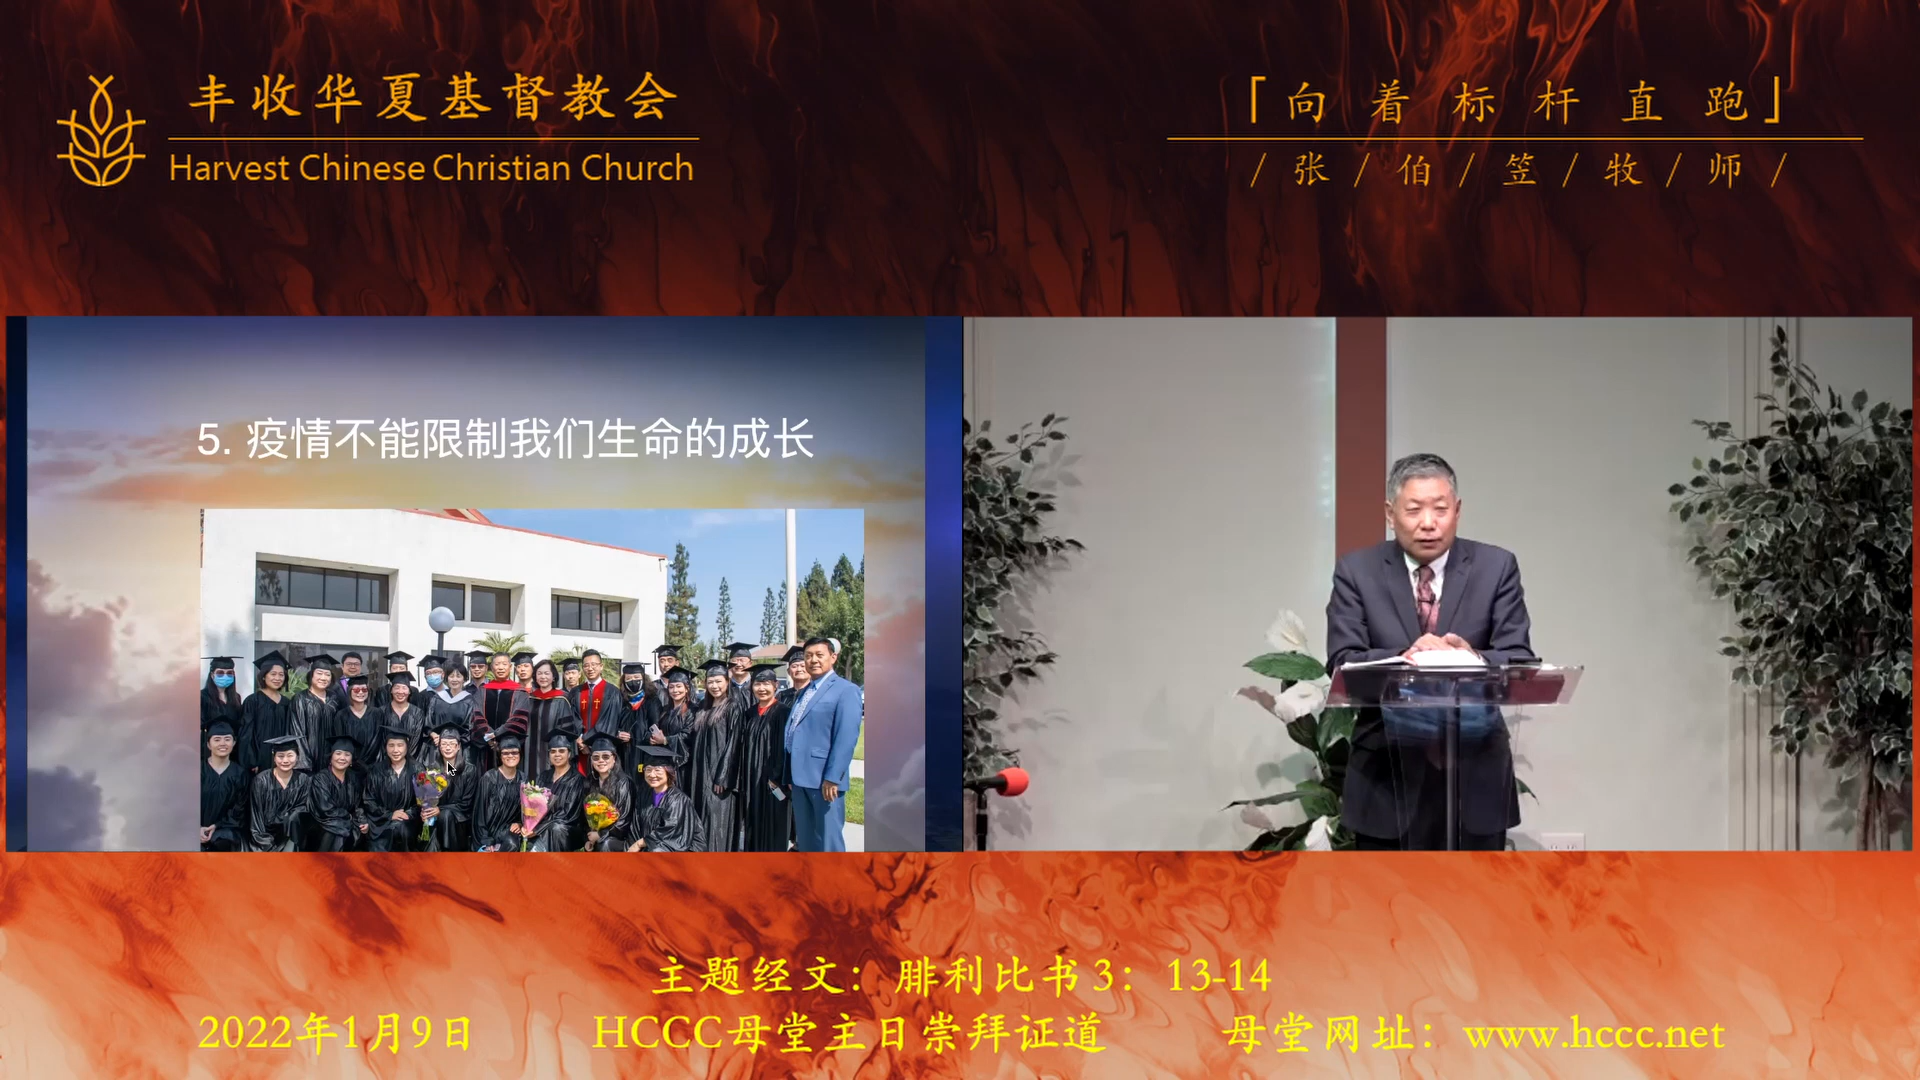 丰收华夏基督教会
Harvest Chinese Christian Church
「向着标杆直跑」
/ 张 / 伯 / 笠 / 牧 / 师 /
5. 疫情不能限制我们生命的成长
主题经文：腓利比书3：13-14
2022年1月9日 HCCC母堂主日崇拜证道 母堂网址：www.hccc.net